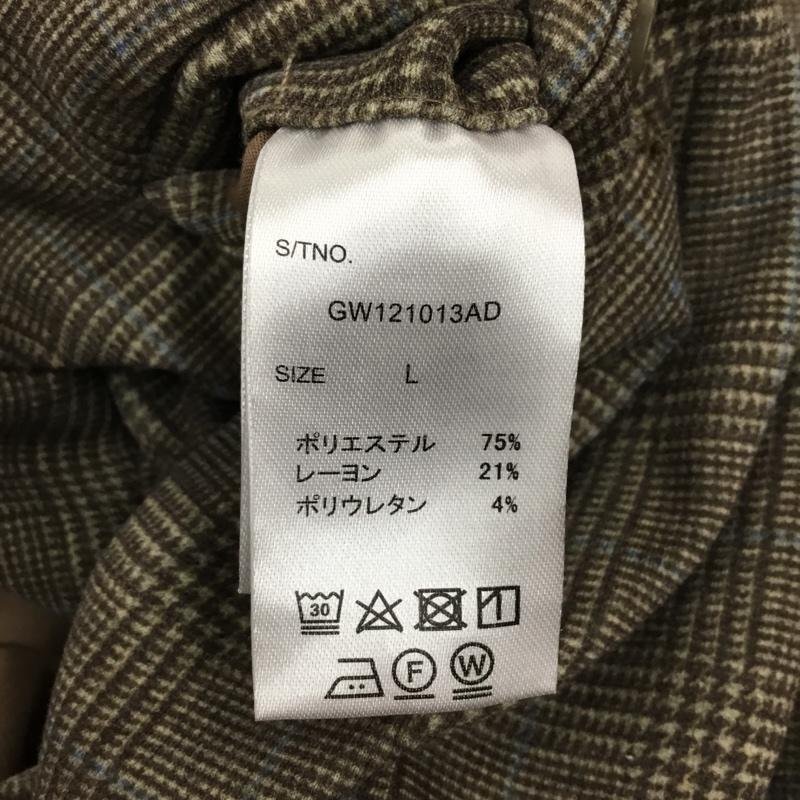 S/TNO.
GW121013AD
SIZE L
ポリエステル 75%
レーヨン 21%
ポリウレタン 4%
30
F W